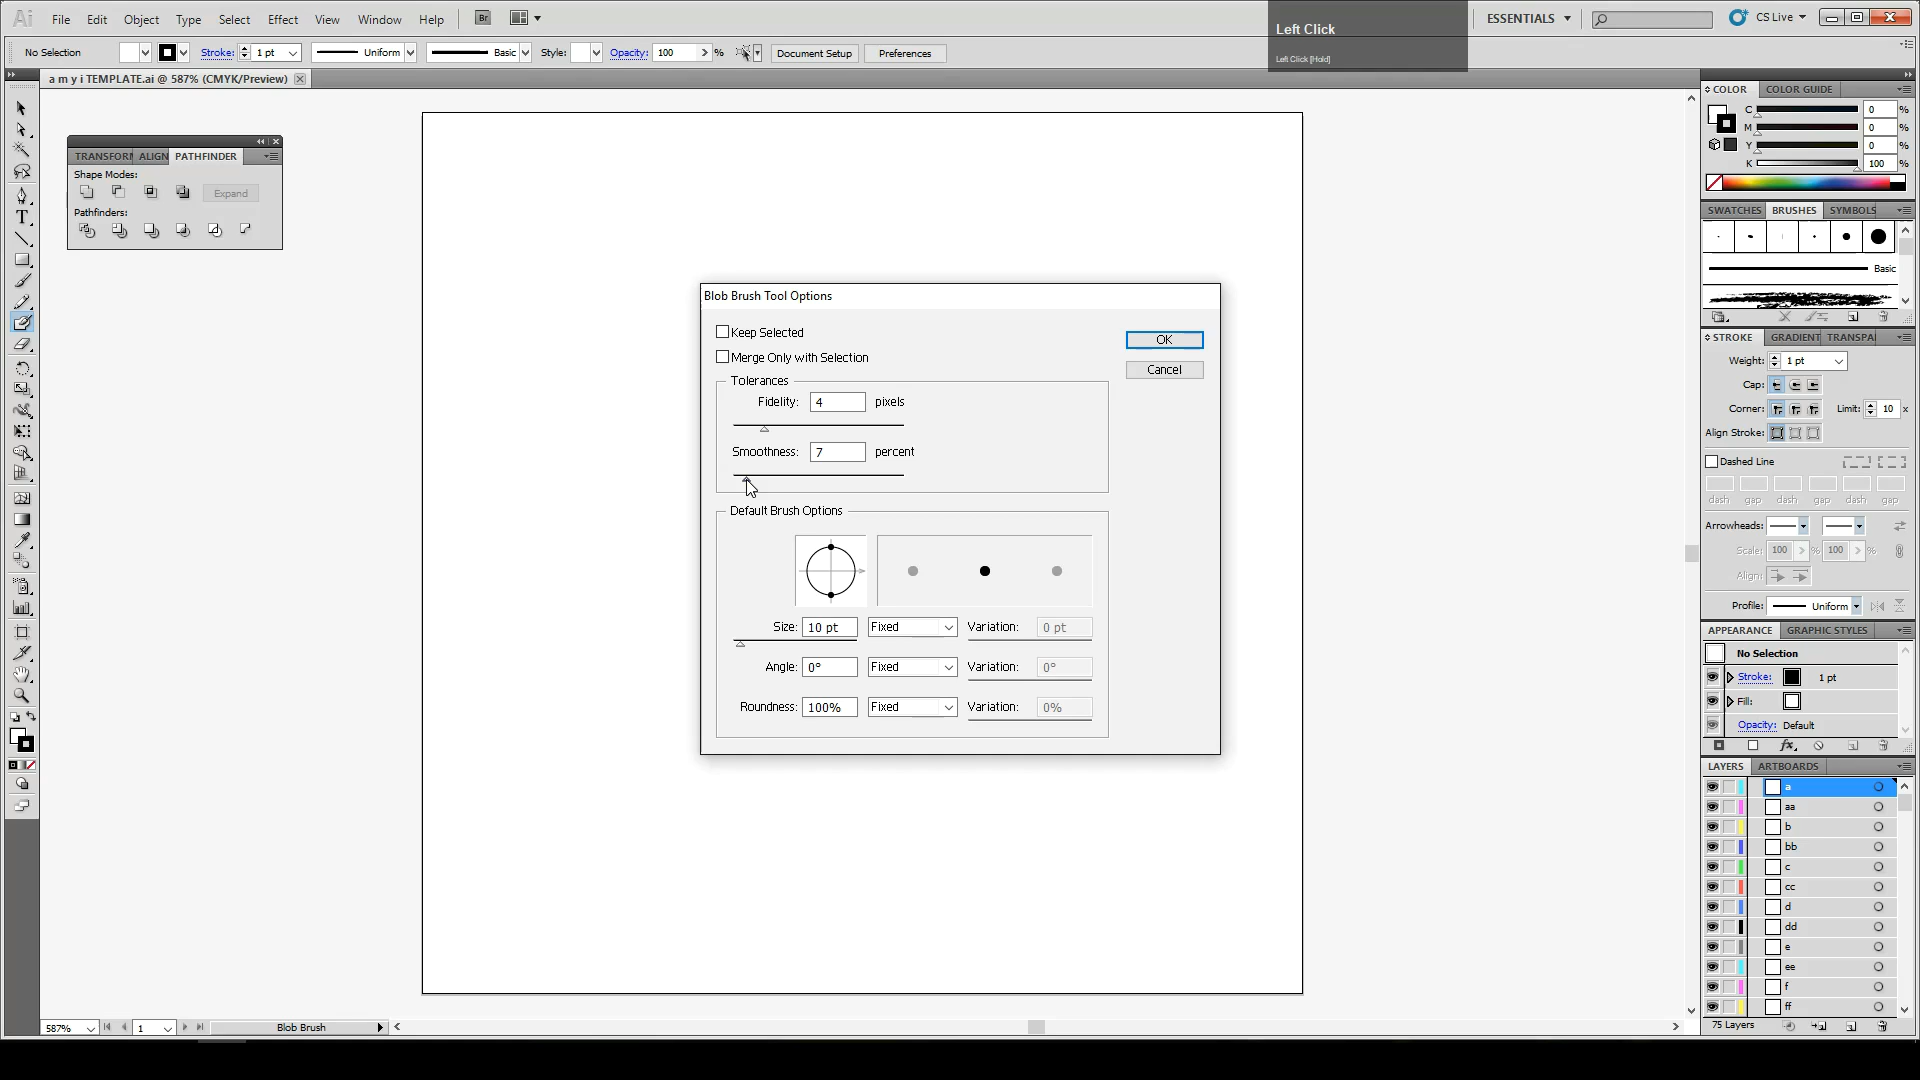 Ai File Edit Object Type Select Effect View Window Help Br
Left Click
Left Click [Hold]
ESSENTIALS CS Live
No Selection Stroke: 1 pt Uniform Basic Style: Opacity: 100 % Document Setup Preferences
a m y i TEMPLATE.ai @ 587% (CMYK/Preview)
TRANSFORM ALIGN PATHFINDER
Shape Modes:
Expand
Pathfinders:
Blob Brush Tool Options
Keep Selected
Merge Only with Selection
OK
Cancel
Tolerances
Fidelity: 4 pixels
Smoothness: 7 percent
Default Brush Options
Size: 10 pt Fixed Variation: 0 pt
Angle: 0° Fixed Variation: 0°
Roundness: 100% Fixed Variation: 0%
COLOR COLOR GUIDE
C 0 %
M 0 %
Y 0 %
K 100 %
SWATCHES BRUSHES SYMBOLS
Basic
STROKE GRADIENT TRANSPA
Weight: 1 pt
Cap:
Corner: Limit: 10 x
Align Stroke:
Dashed Line
dash gap dash gap dash gap
Arrowheads:
Scale: 100 % 100 %
Align:
Profile: Uniform
APPEARANCE GRAPHIC STYLES
No Selection
Stroke: 1 pt
Fill:
Opacity: Default
fx
LAYERS ARTBOARDS
a
aa
b
bb
c
cc
d
dd
e
ee
f
ff
75 Layers
587% 1 Blob Brush